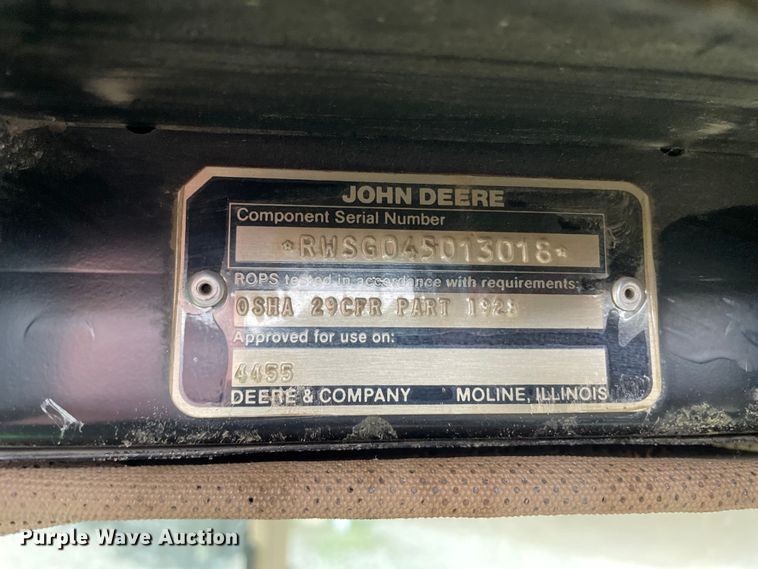 JOHN DEERE
Component Serial Number
*RWSG045013018*
ROPS tested in accordance with requirements:
OSHA 29CFR PART 1928
Approved for use on:
4455
DEERE & COMPANY MOLINE, ILLINOIS
Purple Wave Auction